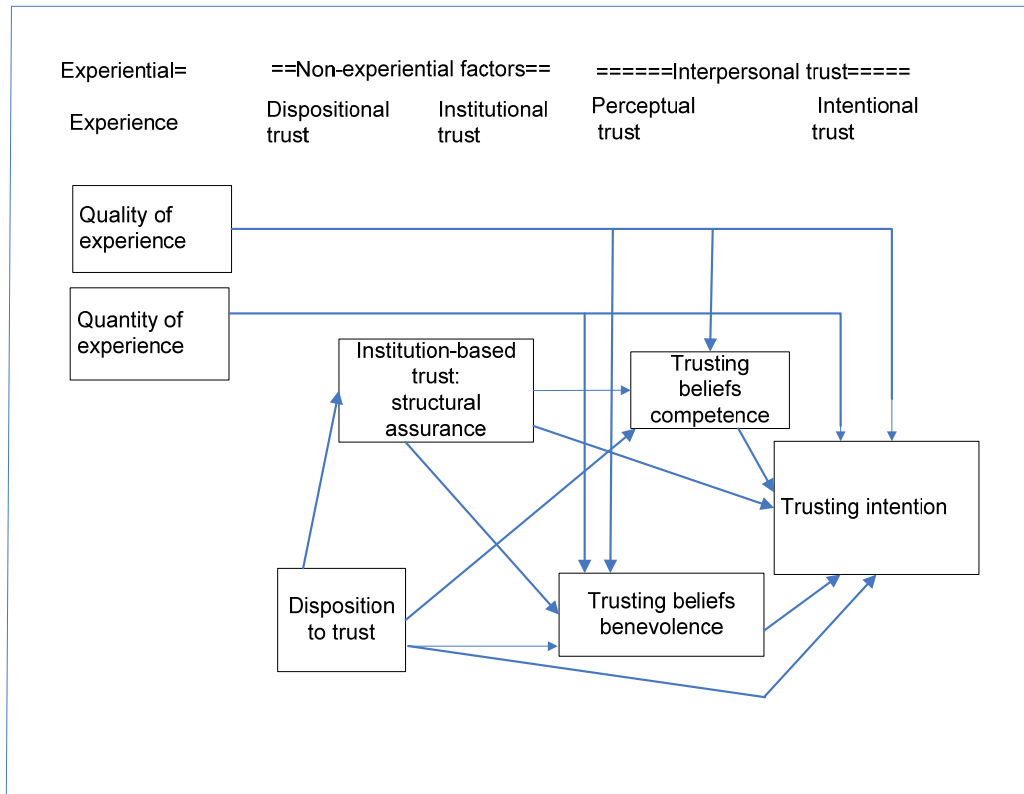 Experiential=
==Non-experiential factors==
======Interpersonal trust=====
Experience
Dispositional
trust
Institutional
trust
Perceptual
trust
Intentional
trust
Quality of
experience
Quantity of
experience
Institution-based
trust:
structural
assurance
Trusting
beliefs
competence
Trusting intention
Disposition
to trust
Trusting beliefs
benevolence